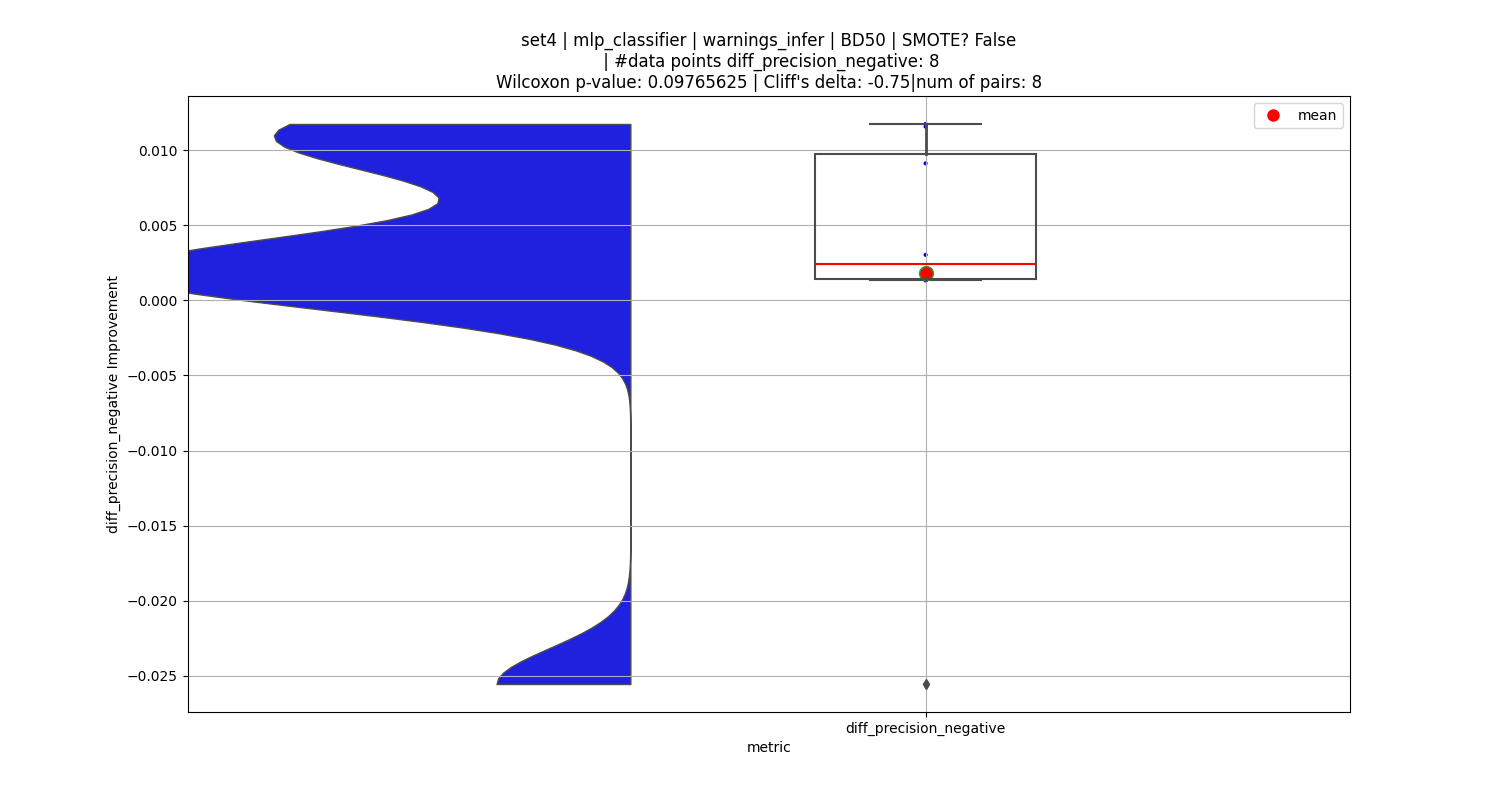 set4 | mlp_classifier | warnings_infer | BD50 | SMOTE? False
| #data points diff_precision_negative: 8
Wilcoxon p-value: 0.09765625 | Cliff's delta: -0.75|num of pairs: 8
mean
0.010
0.005
0.000
−0.005
−0.010
−0.015
−0.020
−0.025
diff_precision_negative Improvement
diff_precision_negative
metric